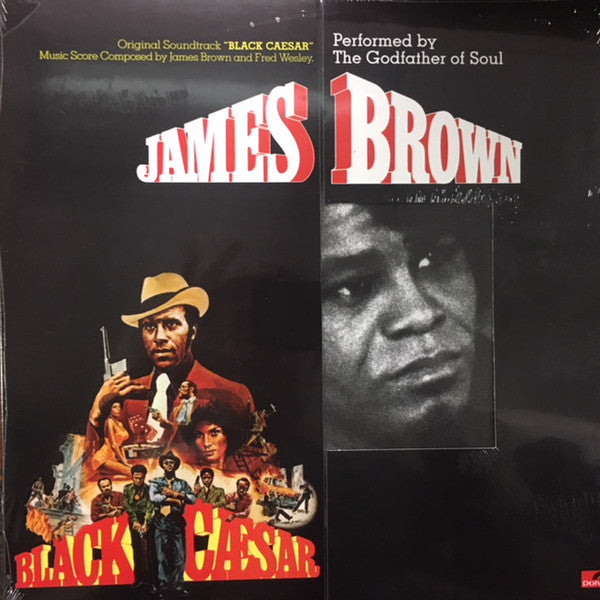 Original Soundtrack "BLACK CAESAR"
Music Score Composed by James Brown and Fred Wesley.
Performed by
The Godfather of Soul
JAMES BROWN
BLACK CÆSAR